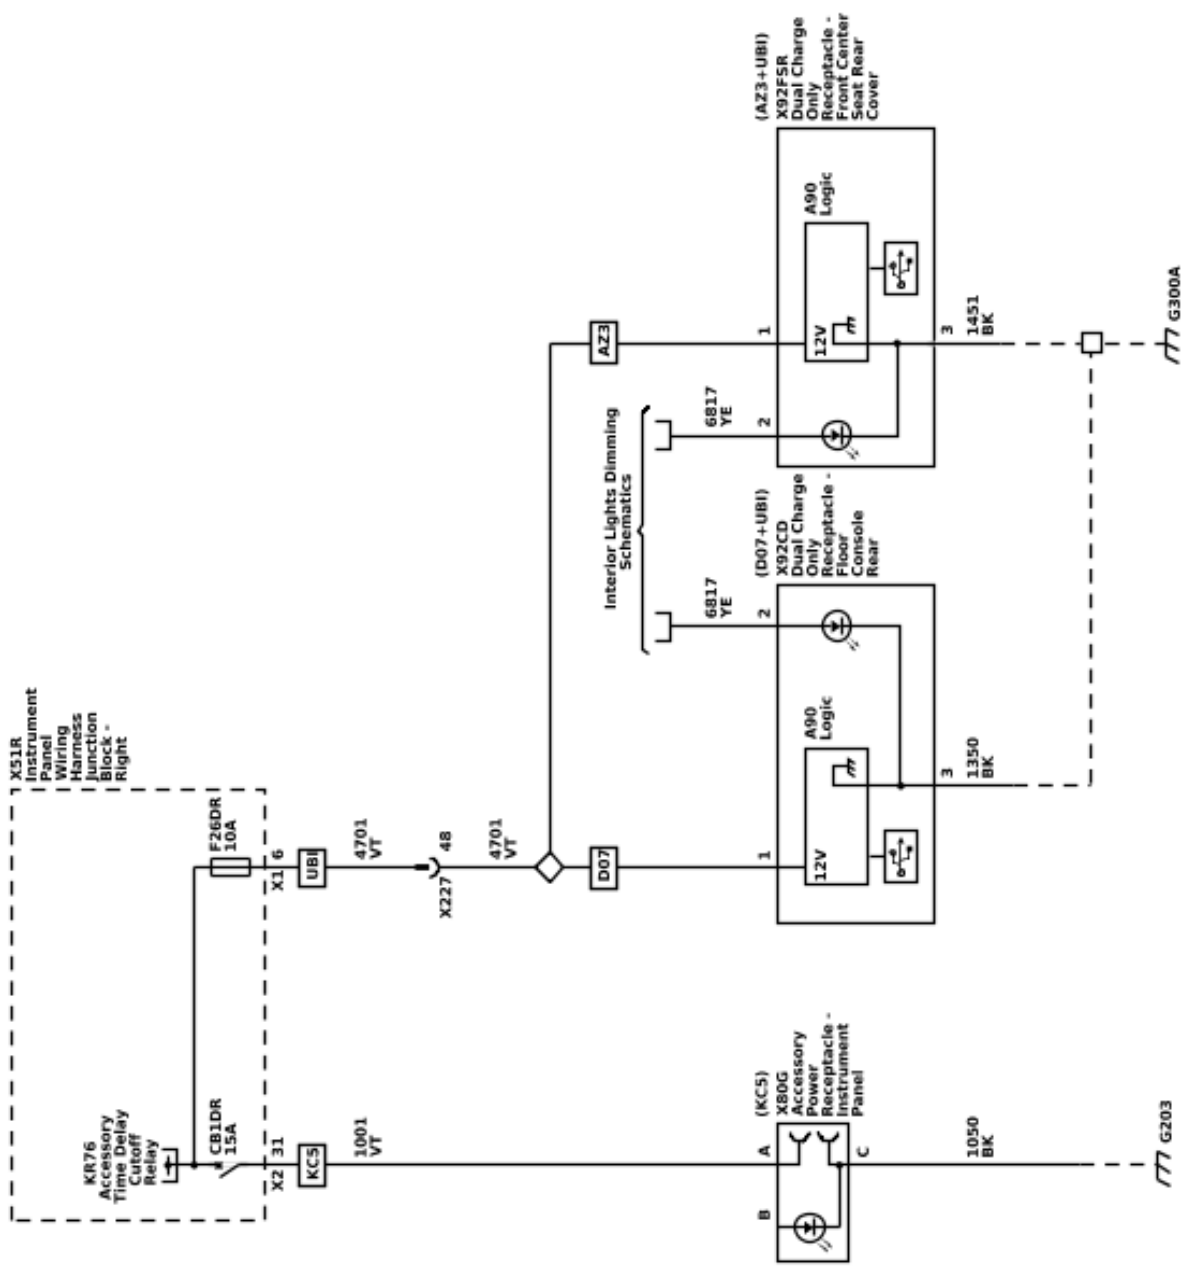 X51R
Instrument
Panel
Wiring
Harness
Junction
Block -
Right
KR76
Accessory
Time Delay
Cutoff
Relay
CB1DR
15A
F26DR
10A
X2
31
X1
6
KC5
UBI
1001
VT
4701
VT
X227
48
4701
VT
D07
AZ3
Interior Lights Dimming
Schematics
6817
YE
6817
YE
(KC5)
X80G
Accessory
Power
Receptacle -
Instrument
Panel
B
A
C
(D07+UBI)
X92CD
Dual Charge
Only
Receptacle -
Floor
Console
Rear
1
2
12V
A90
Logic
3
(AZ3+UBI)
X92FSR
Dual Charge
Only
Receptacle -
Front Center
Seat Rear
Cover
2
1
12V
A90
Logic
3
1050
BK
1350
BK
1451
BK
G203
G300A